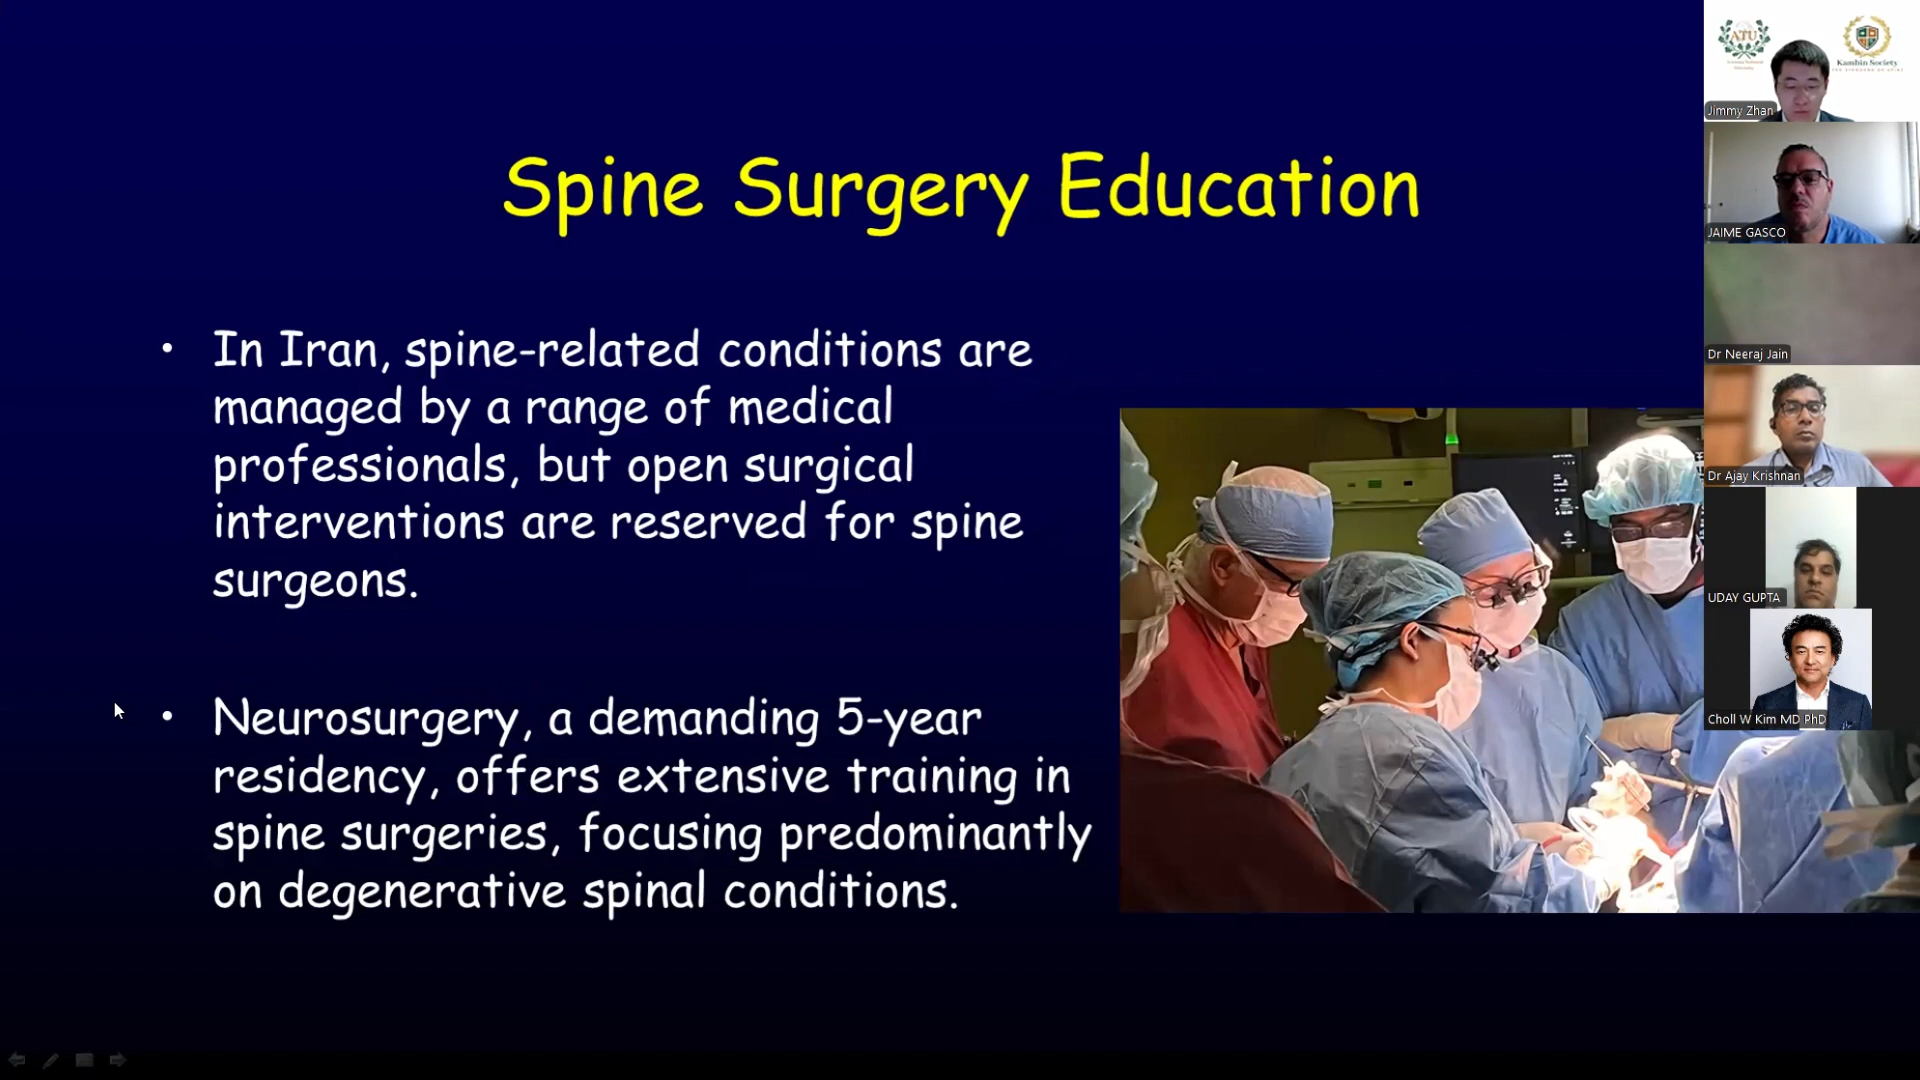 Spine Surgery Education
• In Iran, spine-related conditions are
managed by a range of medical
professionals, but open surgical
interventions are reserved for spine
surgeons.
• Neurosurgery, a demanding 5-year
residency, offers extensive training in
spine surgeries, focusing predominantly
on degenerative spinal conditions.
ATU
Kambin Society
Jimmy Zhan
JAIME GASCO
Dr Neeraj Jain
Dr Ajay Krishnan
UDAY GUPTA
Choll W Kim MD PhD